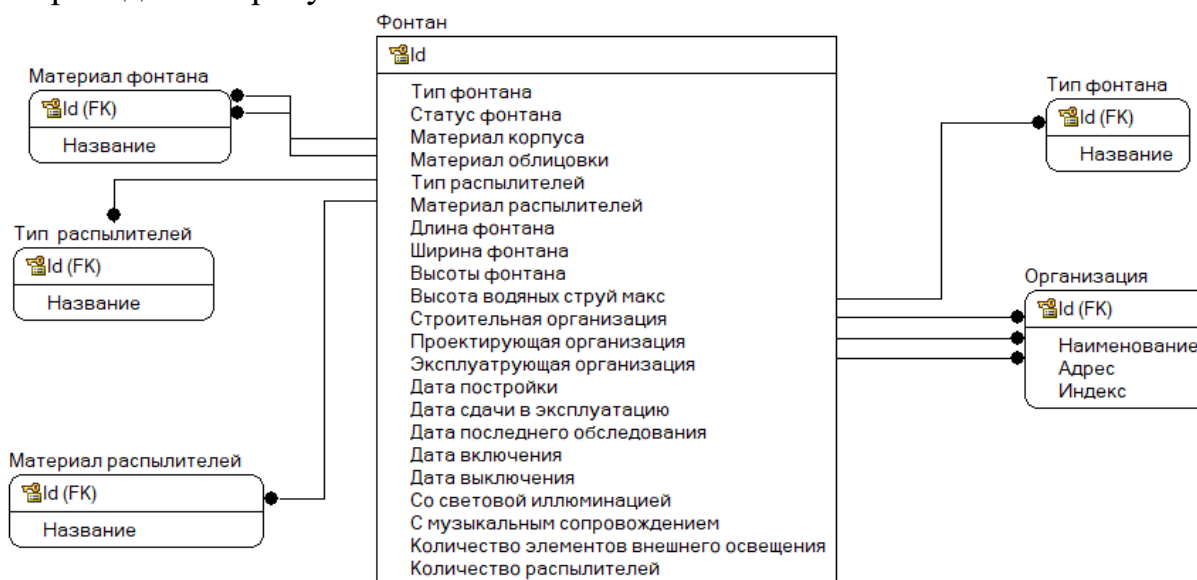 Фонтан
Id
Тип фонтана
Статус фонтана
Материал корпуса
Материал облицовки
Тип распылителей
Материал распылителей
Длина фонтана
Ширина фонтана
Высоты фонтана
Высота водяных струй макс
Строительная организация
Проектирующая организация
Эксплуатрующая организация
Дата постройки
Дата сдачи в эксплуатацию
Дата последнего обследования
Дата включения
Дата выключения
Со световой иллюминацией
С музыкальным сопровождением
Количество элементов внешнего освещения
Количество распылителей
Материал фонтана
Id (FK)
Название
Тип распылителей
Id (FK)
Название
Материал распылителей
Id (FK)
Название
Тип фонтана
Id (FK)
Название
Организация
Id (FK)
Наименование
Адрес
Индекс